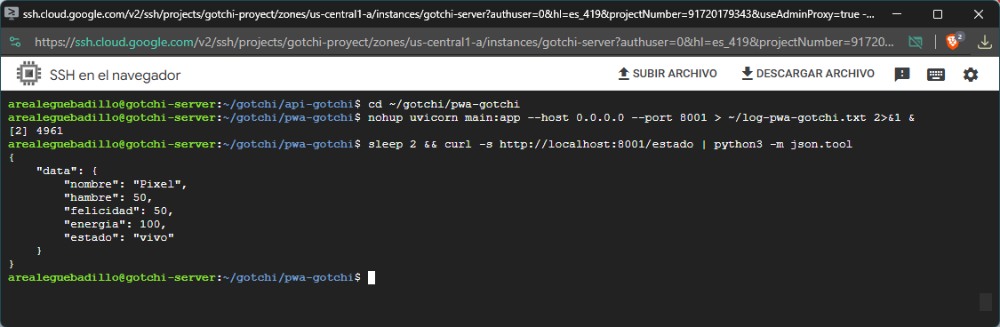 ssh.cloud.google.com/v2/ssh/projects/gotchi-proyect/zones/us-central1-a/instances/gotchi-server?authuser=0&hl=es_419&projectNumber=91720179343&useAdminProxy=true -...
https://ssh.cloud.google.com/v2/ssh/projects/gotchi-proyect/zones/us-central1-a/instances/gotchi-server?authuser=0&hl=es_419&projectNumber=91720... 2
SSH en el navegador SUBIR ARCHIVO DESCARGAR ARCHIVO
arealeguebadillo@gotchi-server:~/gotchi/api-gotchi$ cd ~/gotchi/pwa-gotchi
arealeguebadillo@gotchi-server:~/gotchi/pwa-gotchi$ nohup uvicorn main:app --host 0.0.0.0 --port 8001 > ~/log-pwa-gotchi.txt 2>&1 &
[2] 4961
arealeguebadillo@gotchi-server:~/gotchi/pwa-gotchi$ sleep 2 && curl -s http://localhost:8001/estado | python3 -m json.tool
{
    "data": {
        "nombre": "Pixel",
        "hambre": 50,
        "felicidad": 50,
        "energia": 100,
        "estado": "vivo"
    }
}
arealeguebadillo@gotchi-server:~/gotchi/pwa-gotchi$